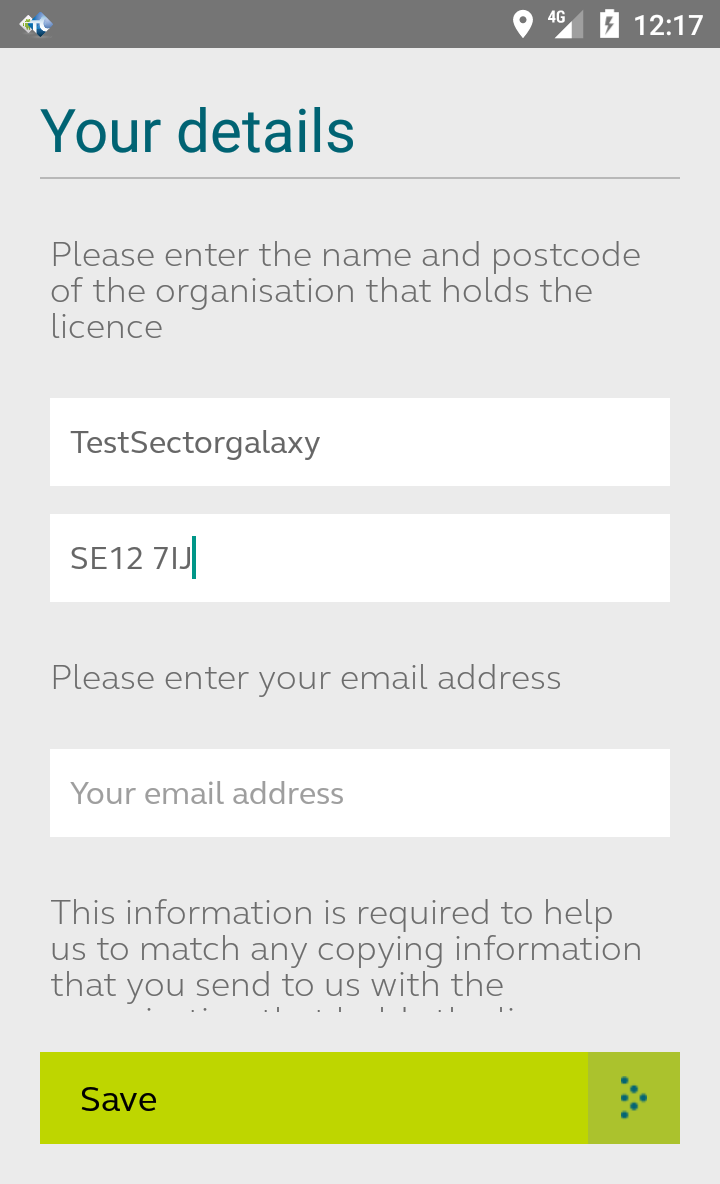 4G 12:17
Your details
Please enter the name and postcode
of the organisation that holds the
licence
TestSectorgalaxy
SE12 7IJ
Please enter your email address
Your email address
This information is required to help
us to match any copying information
that you send to us with the
Save